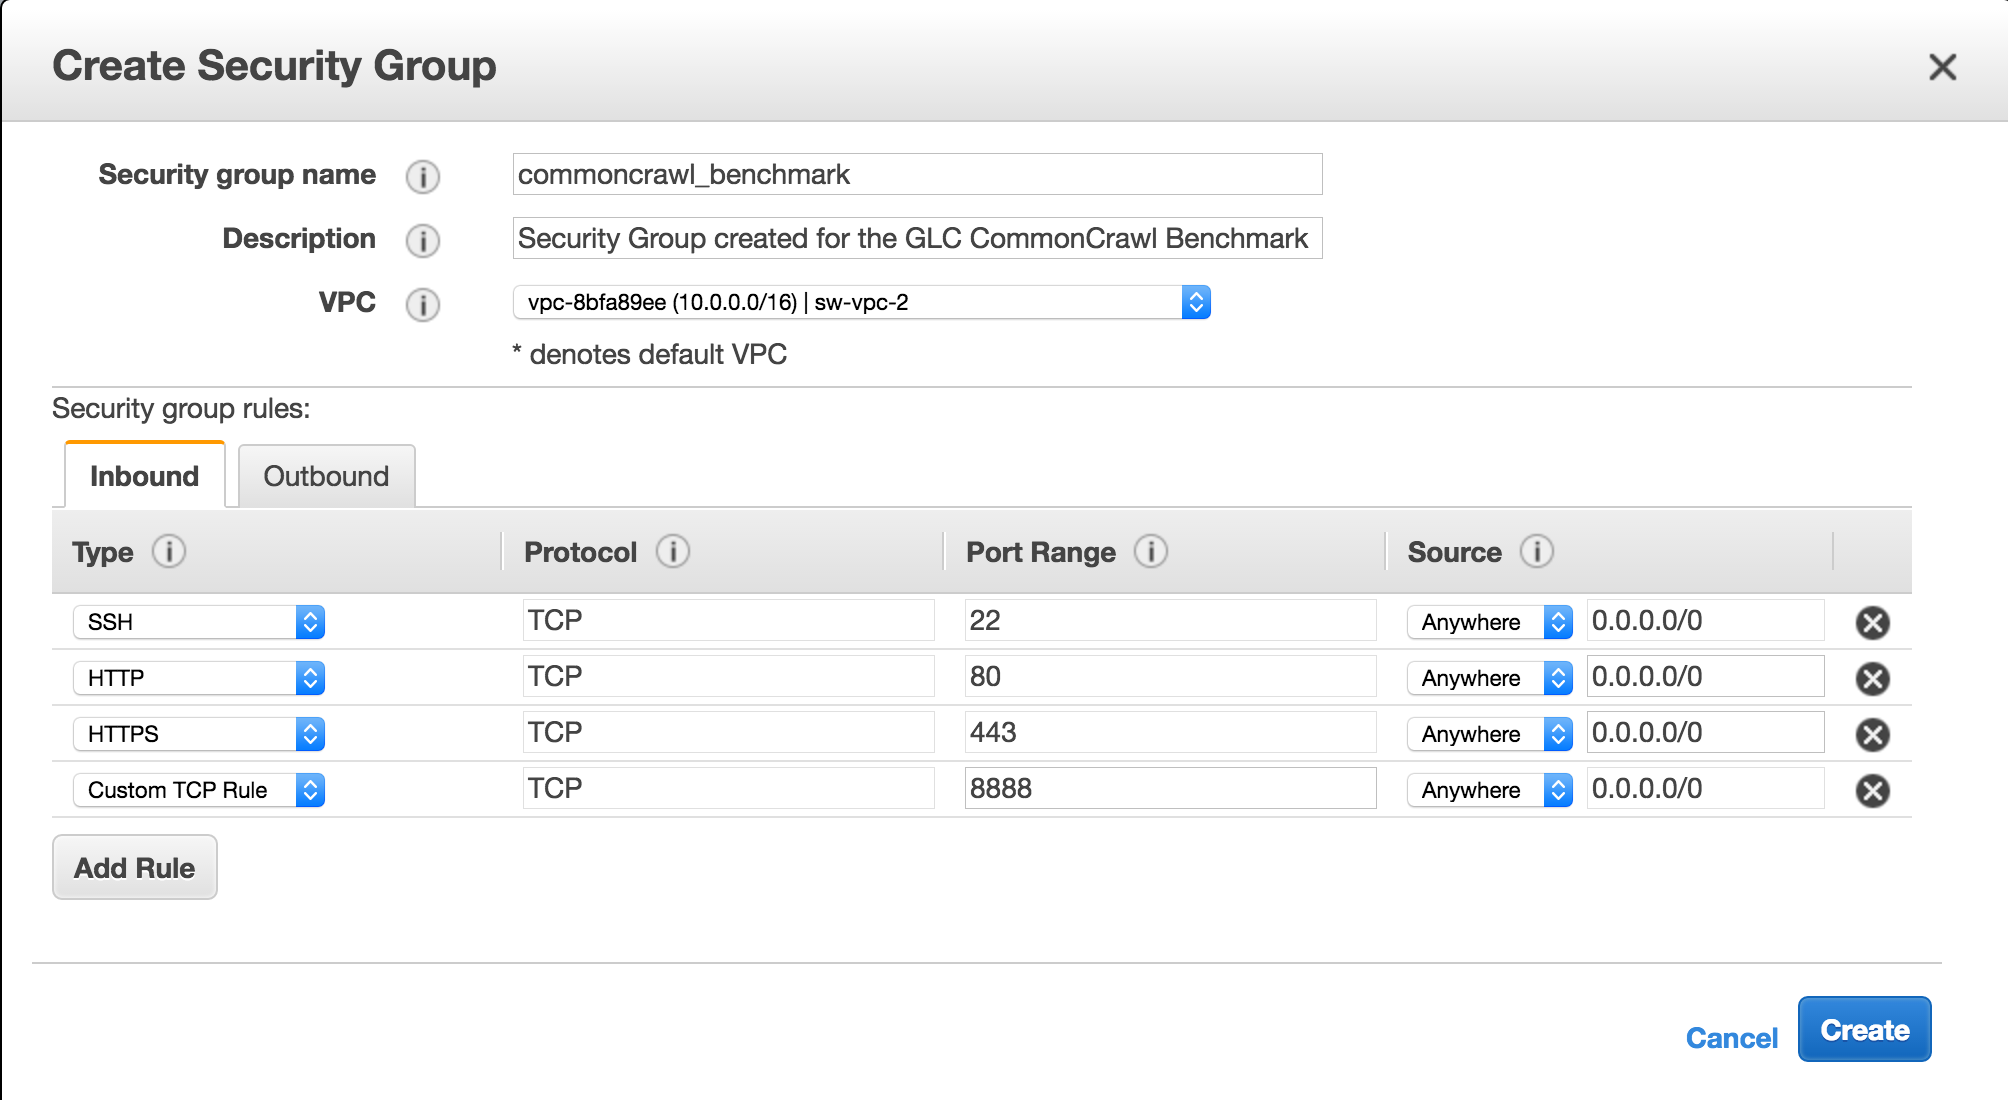 Create Security Group
Security group name commoncrawl_benchmark
Description Security Group created for the GLC CommonCrawl Benchmark
VPC vpc-8bfa89ee (10.0.0.0/16) | sw-vpc-2
* denotes default VPC
Security group rules:
Inbound Outbound
Type Protocol Port Range Source
SSH TCP 22 Anywhere 0.0.0.0/0
HTTP TCP 80 Anywhere 0.0.0.0/0
HTTPS TCP 443 Anywhere 0.0.0.0/0
Custom TCP Rule TCP 8888 Anywhere 0.0.0.0/0
Add Rule
Cancel Create